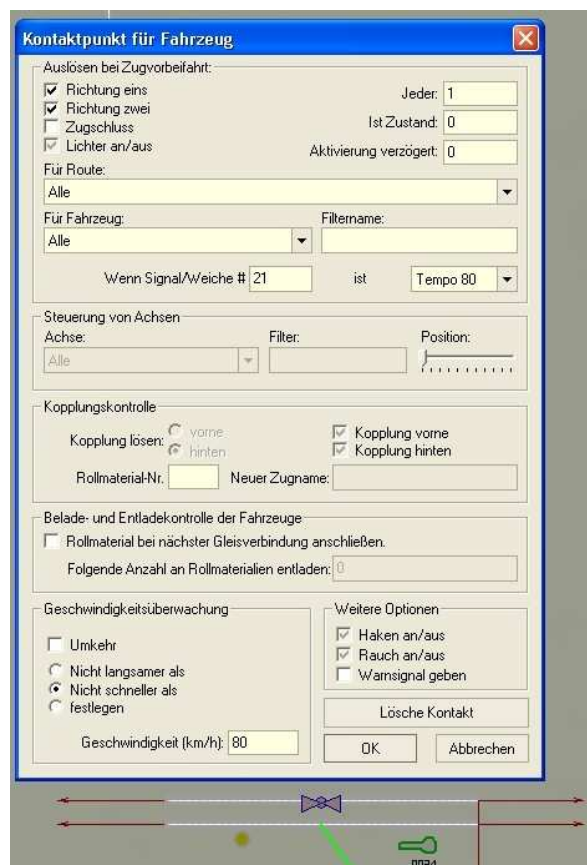 Kontaktpunkt für Fahrzeug
Auslösen bei Zugvorbeifahrt:
Richtung eins
Richtung zwei
Zugschluss
Lichter an/aus
Jeder: 1
Ist Zustand: 0
Aktivierung verzögert: 0
Für Route:
Alle
Für Fahrzeug: Filtername:
Alle
Wenn Signal/Weiche # 21 ist Tempo 80
Steuerung von Achsen
Achse: Filter: Position:
Alle
Kopplungskontrolle
Kopplung lösen: vorne
hinten
Kopplung vorne
Kopplung hinten
Rollmaterial-Nr. Neuer Zugname:
Belade- und Entladekontrolle der Fahrzeuge
Rollmaterial bei nächster Gleisverbindung anschließen.
Folgende Anzahl an Rollmaterialien entladen: 0
Geschwindigkeitsüberwachung
Umkehr
Nicht langsamer als
Nicht schneller als
festlegen
Geschwindigkeit (km/h): 80
Weitere Optionen
Haken an/aus
Rauch an/aus
Warnsignal geben
Lösche Kontakt
OK Abbrechen